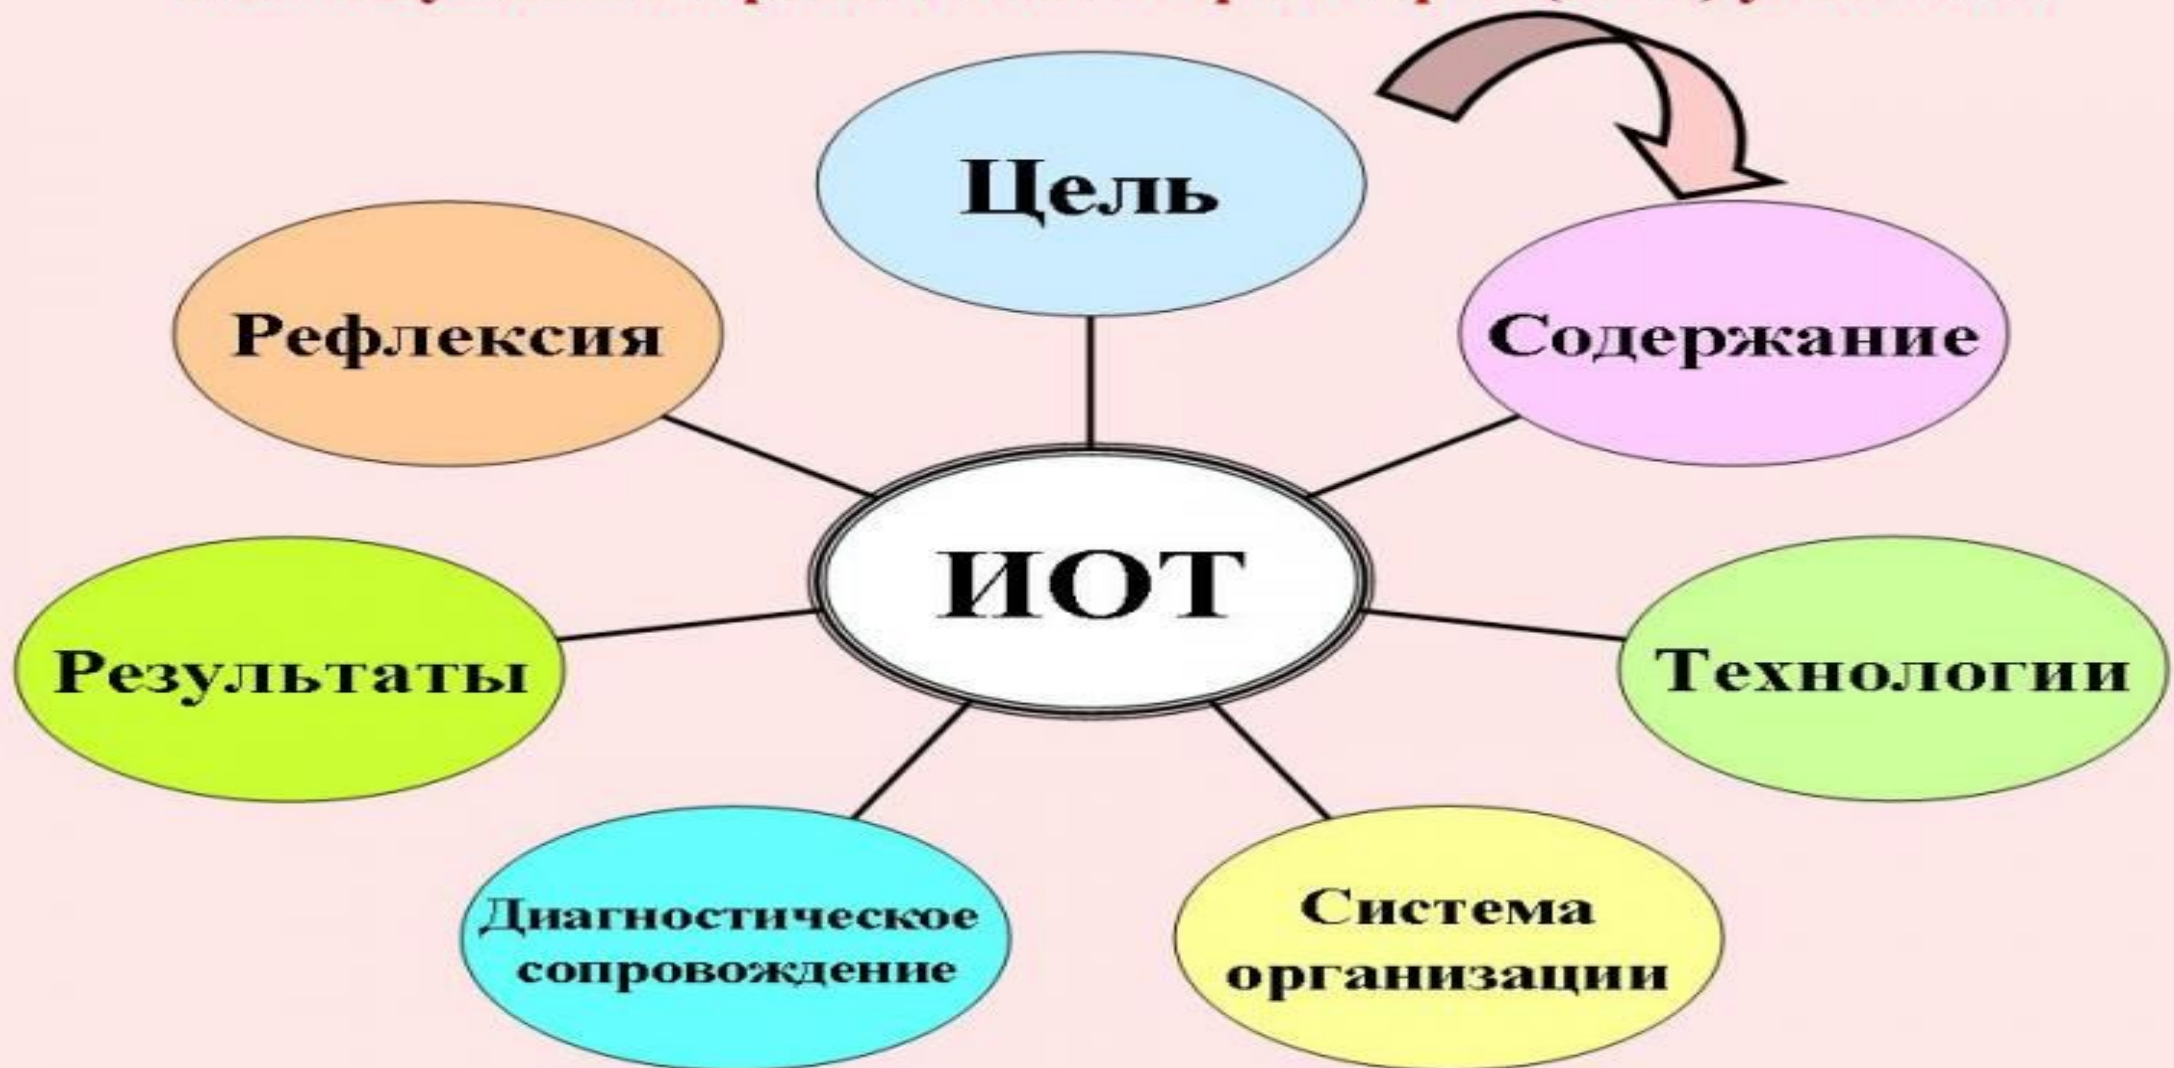 Цель
Содержание
Рефлексия
ИОТ
Технологии
Результаты
Система
организации
Диагностическое
сопровождение